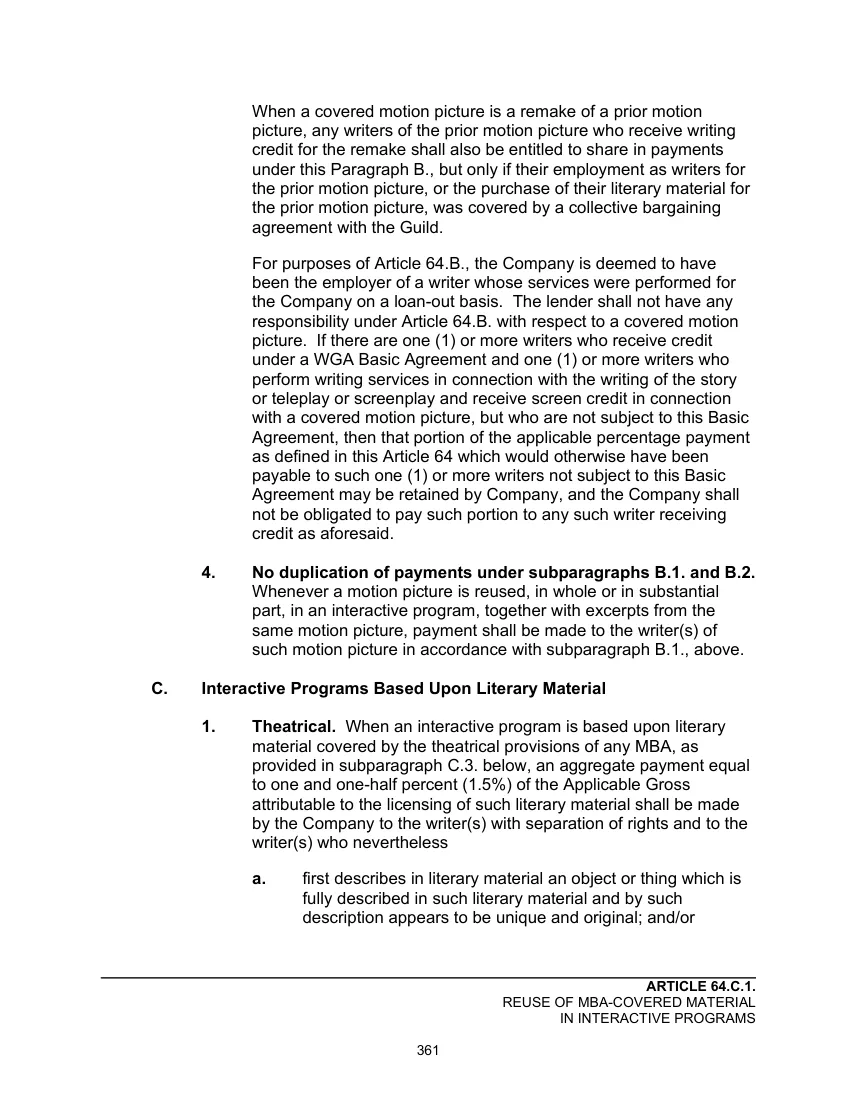 When a covered motion picture is a remake of a prior motion
picture, any writers of the prior motion picture who receive writing
credit for the remake shall also be entitled to share in payments
under this Paragraph B., but only if their employment as writers for
the prior motion picture, or the purchase of their literary material for
the prior motion picture, was covered by a collective bargaining
agreement with the Guild.
For purposes of Article 64.B., the Company is deemed to have
been the employer of a writer whose services were performed for
the Company on a loan-out basis.  The lender shall not have any
responsibility under Article 64.B. with respect to a covered motion
picture.  If there are one (1) or more writers who receive credit
under a WGA Basic Agreement and one (1) or more writers who
perform writing services in connection with the writing of the story
or teleplay or screenplay and receive screen credit in connection
with a covered motion picture, but who are not subject to this Basic
Agreement, then that portion of the applicable percentage payment
as defined in this Article 64 which would otherwise have been
payable to such one (1) or more writers not subject to this Basic
Agreement may be retained by Company, and the Company shall
not be obligated to pay such portion to any such writer receiving
credit as aforesaid.
4. No duplication of payments under subparagraphs B.1. and B.2.
Whenever a motion picture is reused, in whole or in substantial
part, in an interactive program, together with excerpts from the
same motion picture, payment shall be made to the writer(s) of
such motion picture in accordance with subparagraph B.1., above.
C. Interactive Programs Based Upon Literary Material
1. Theatrical.  When an interactive program is based upon literary
material covered by the theatrical provisions of any MBA, as
provided in subparagraph C.3. below, an aggregate payment equal
to one and one-half percent (1.5%) of the Applicable Gross
attributable to the licensing of such literary material shall be made
by the Company to the writer(s) with separation of rights and to the
writer(s) who nevertheless
a. first describes in literary material an object or thing which is
fully described in such literary material and by such
description appears to be unique and original; and/or
ARTICLE 64.C.1.
REUSE OF MBA-COVERED MATERIAL
IN INTERACTIVE PROGRAMS
361